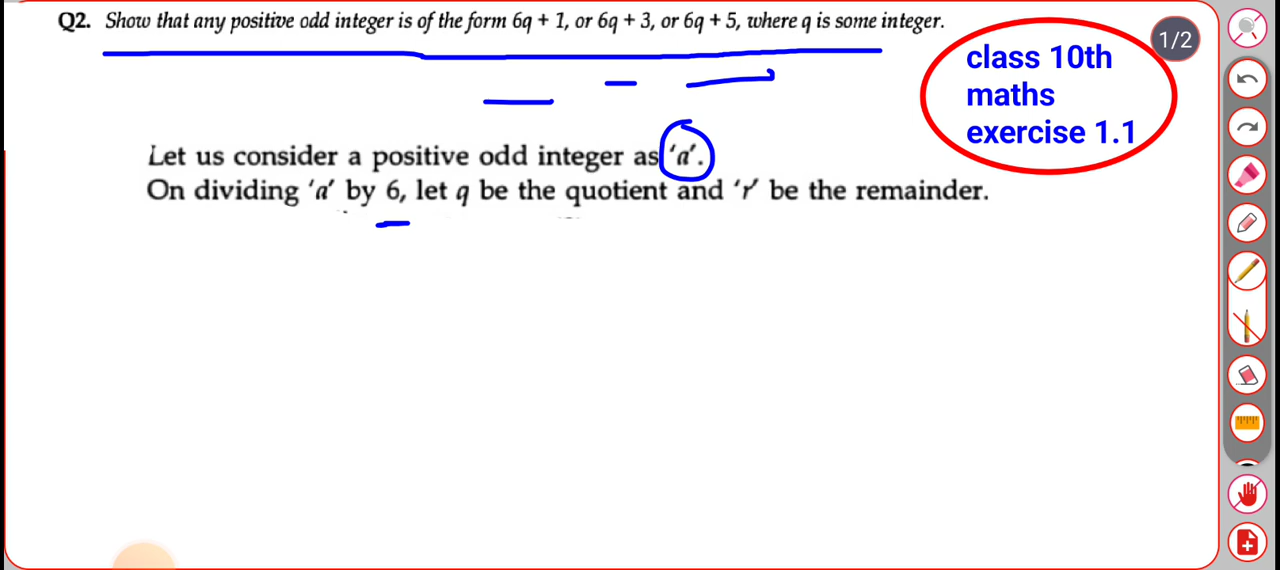 Q2. Show that any positive odd integer is of the form 6q + 1, or 6q + 3, or 6q + 5, where q is some integer.
1/2
class 10th
maths
exercise 1.1
Let us consider a positive odd integer as 'a'.
On dividing 'a' by 6, let q be the quotient and 'r' be the remainder.